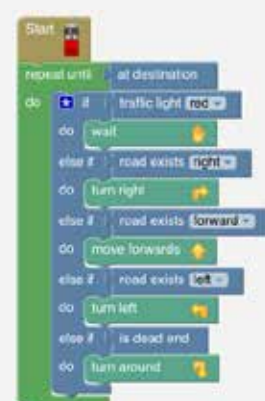 Start
repeat until at destination
do if traffic light red
do wait
else if road exists right
do turn right
else if road exists forward
do move forwards
else if road exists left
do turn left
else if is dead end
do turn around